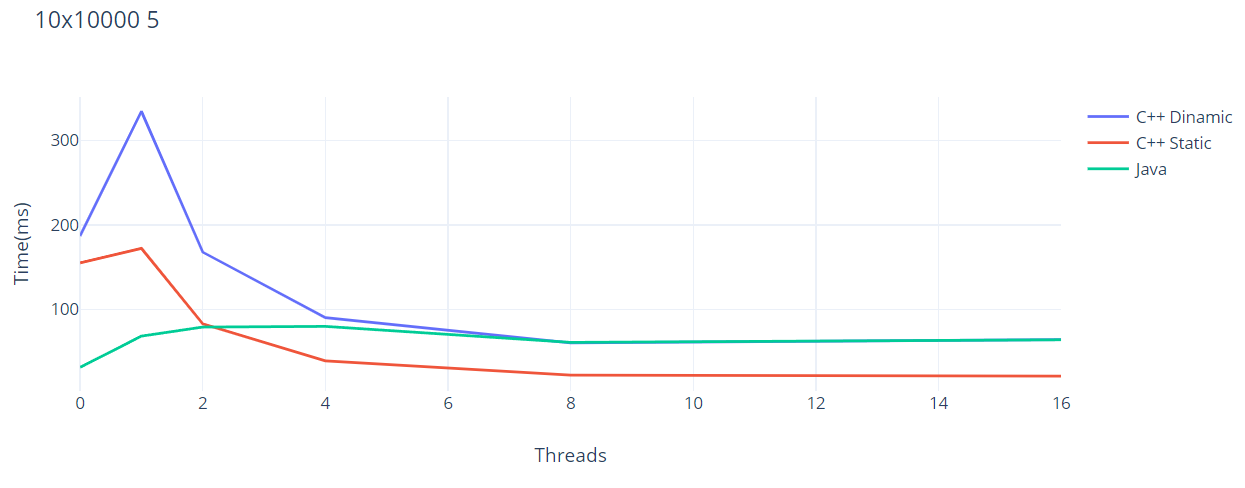 10x10000 5
C++ Dinamic
C++ Static
Java
Time(ms)
300
200
100
0 2 4 6 8 10 12 14 16
Threads